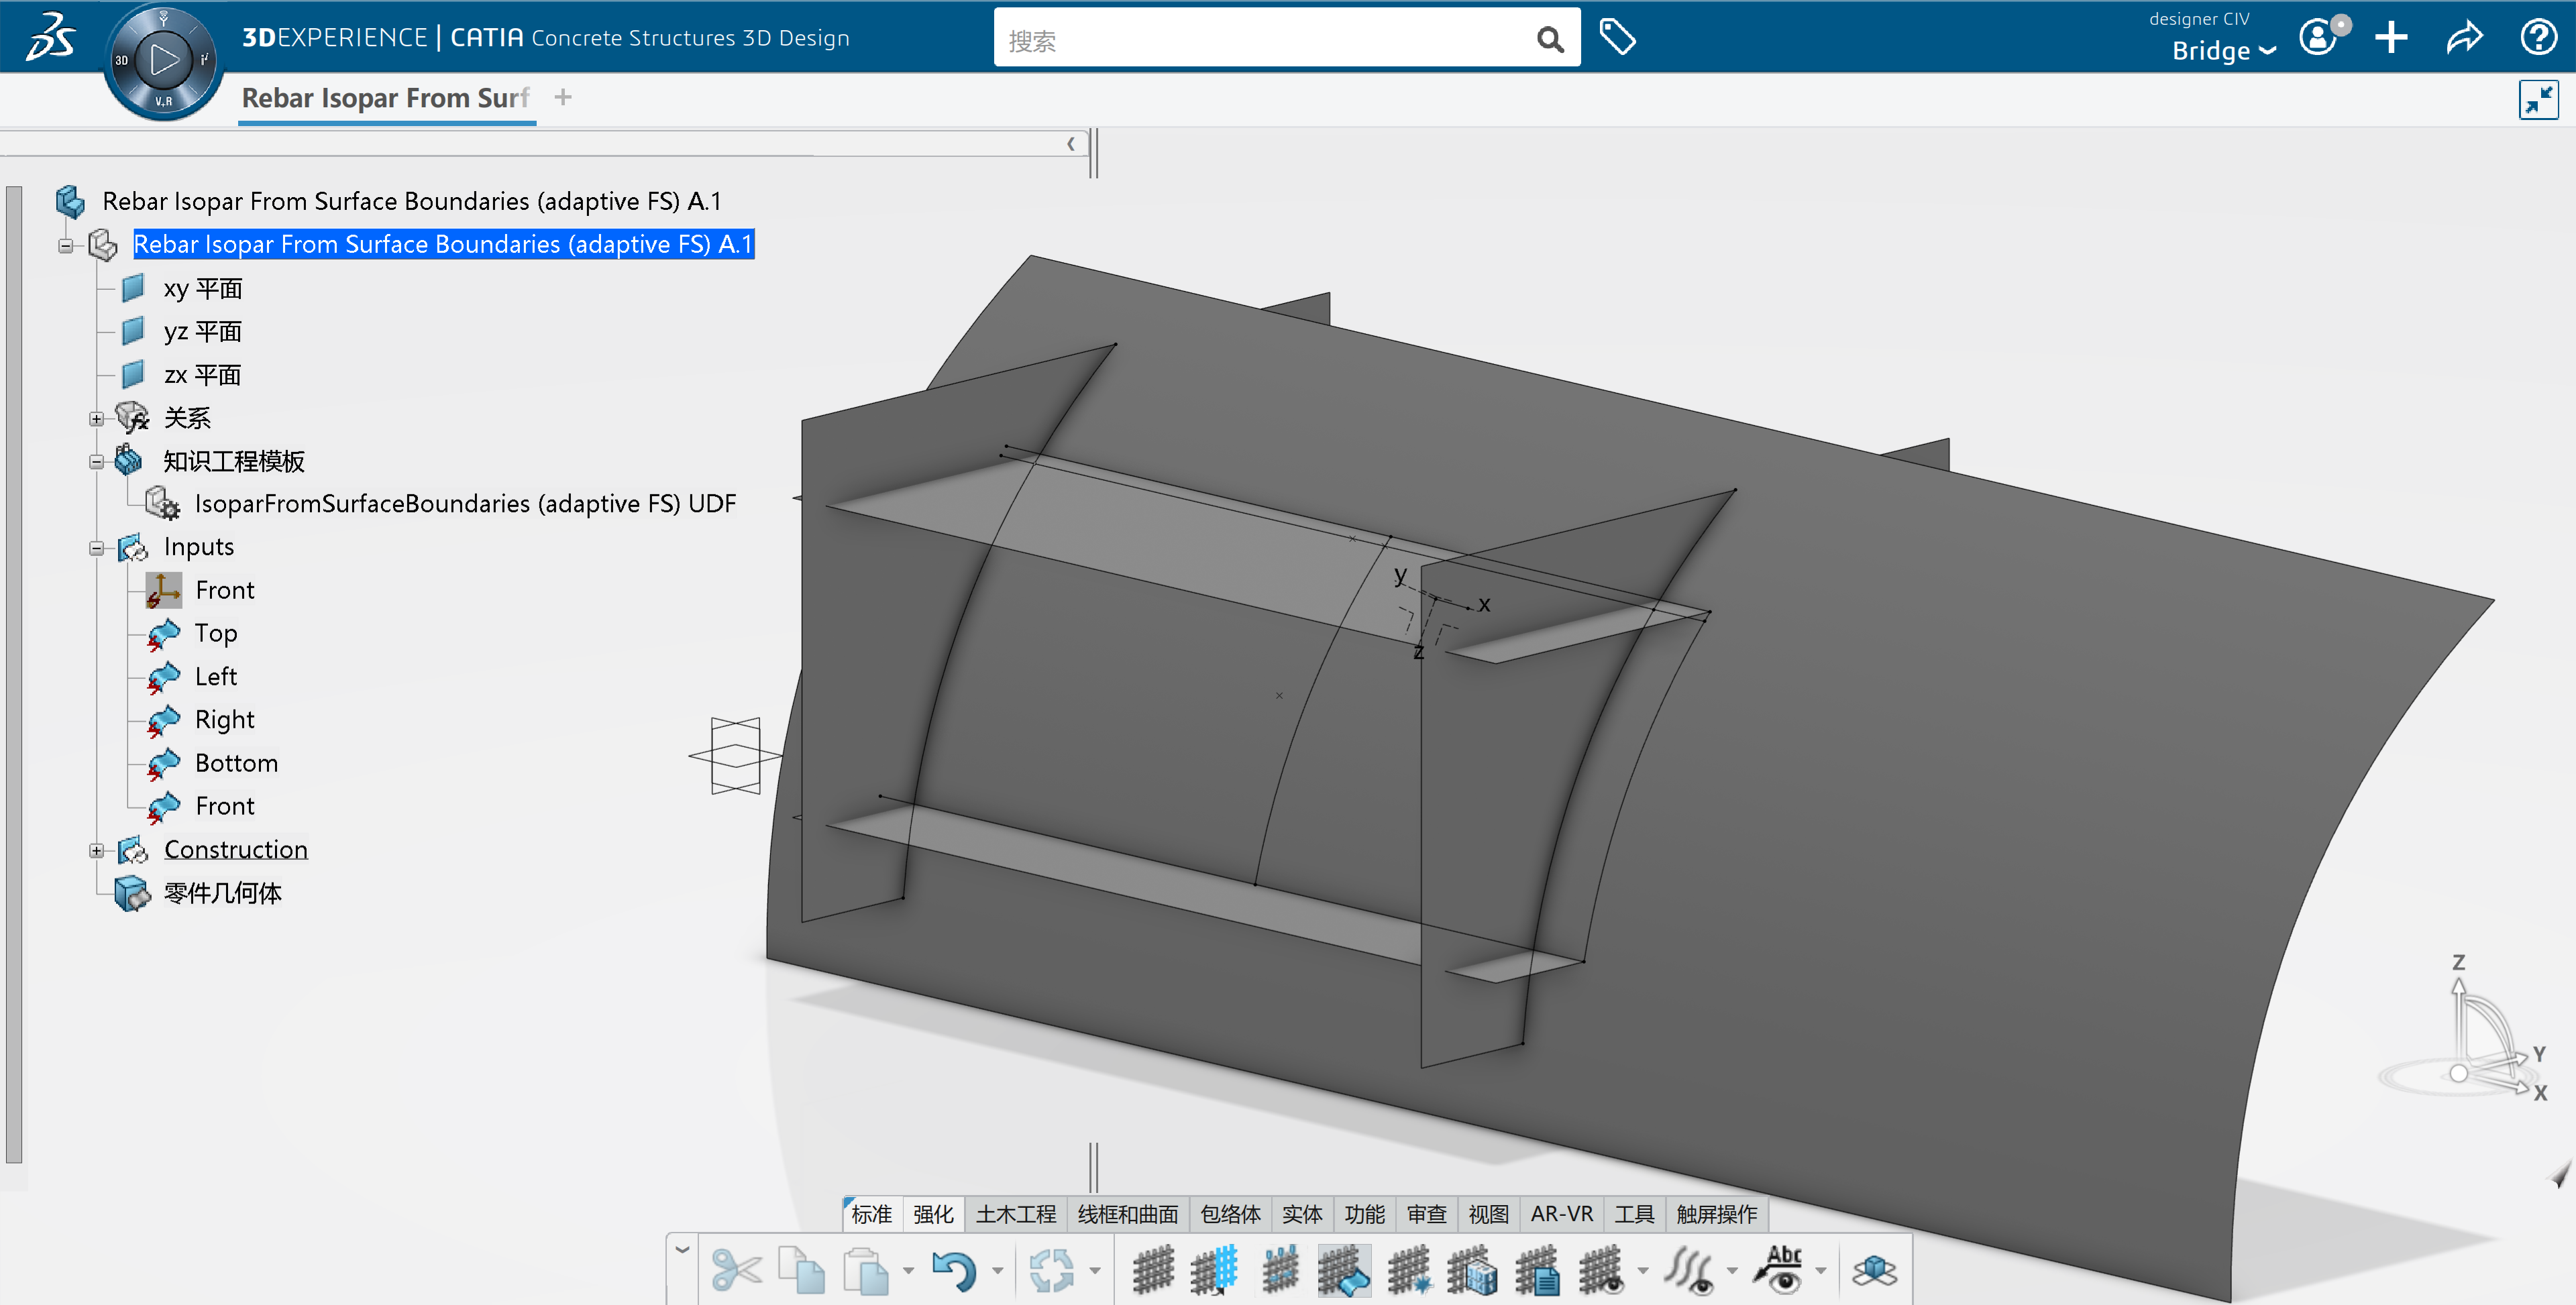 3DEXPERIENCE | CATIA Concrete Structures 3D Design
搜索
designer CIV
Bridge
3D
V,R
Rebar Isopar From Surf
Rebar Isopar From Surface Boundaries (adaptive FS) A.1
Rebar Isopar From Surface Boundaries (adaptive FS) A.1
xy 平面
yz 平面
zx 平面
关系
知识工程模板
IsoparFromSurfaceBoundaries (adaptive FS) UDF
Inputs
Front
Top
Left
Right
Bottom
Front
Construction
零件几何体
y
x
z
Z
Y
X
标准 强化 土木工程 线框和曲面 包络体 实体 功能 审查 视图 AR-VR 工具 触屏操作
Abc